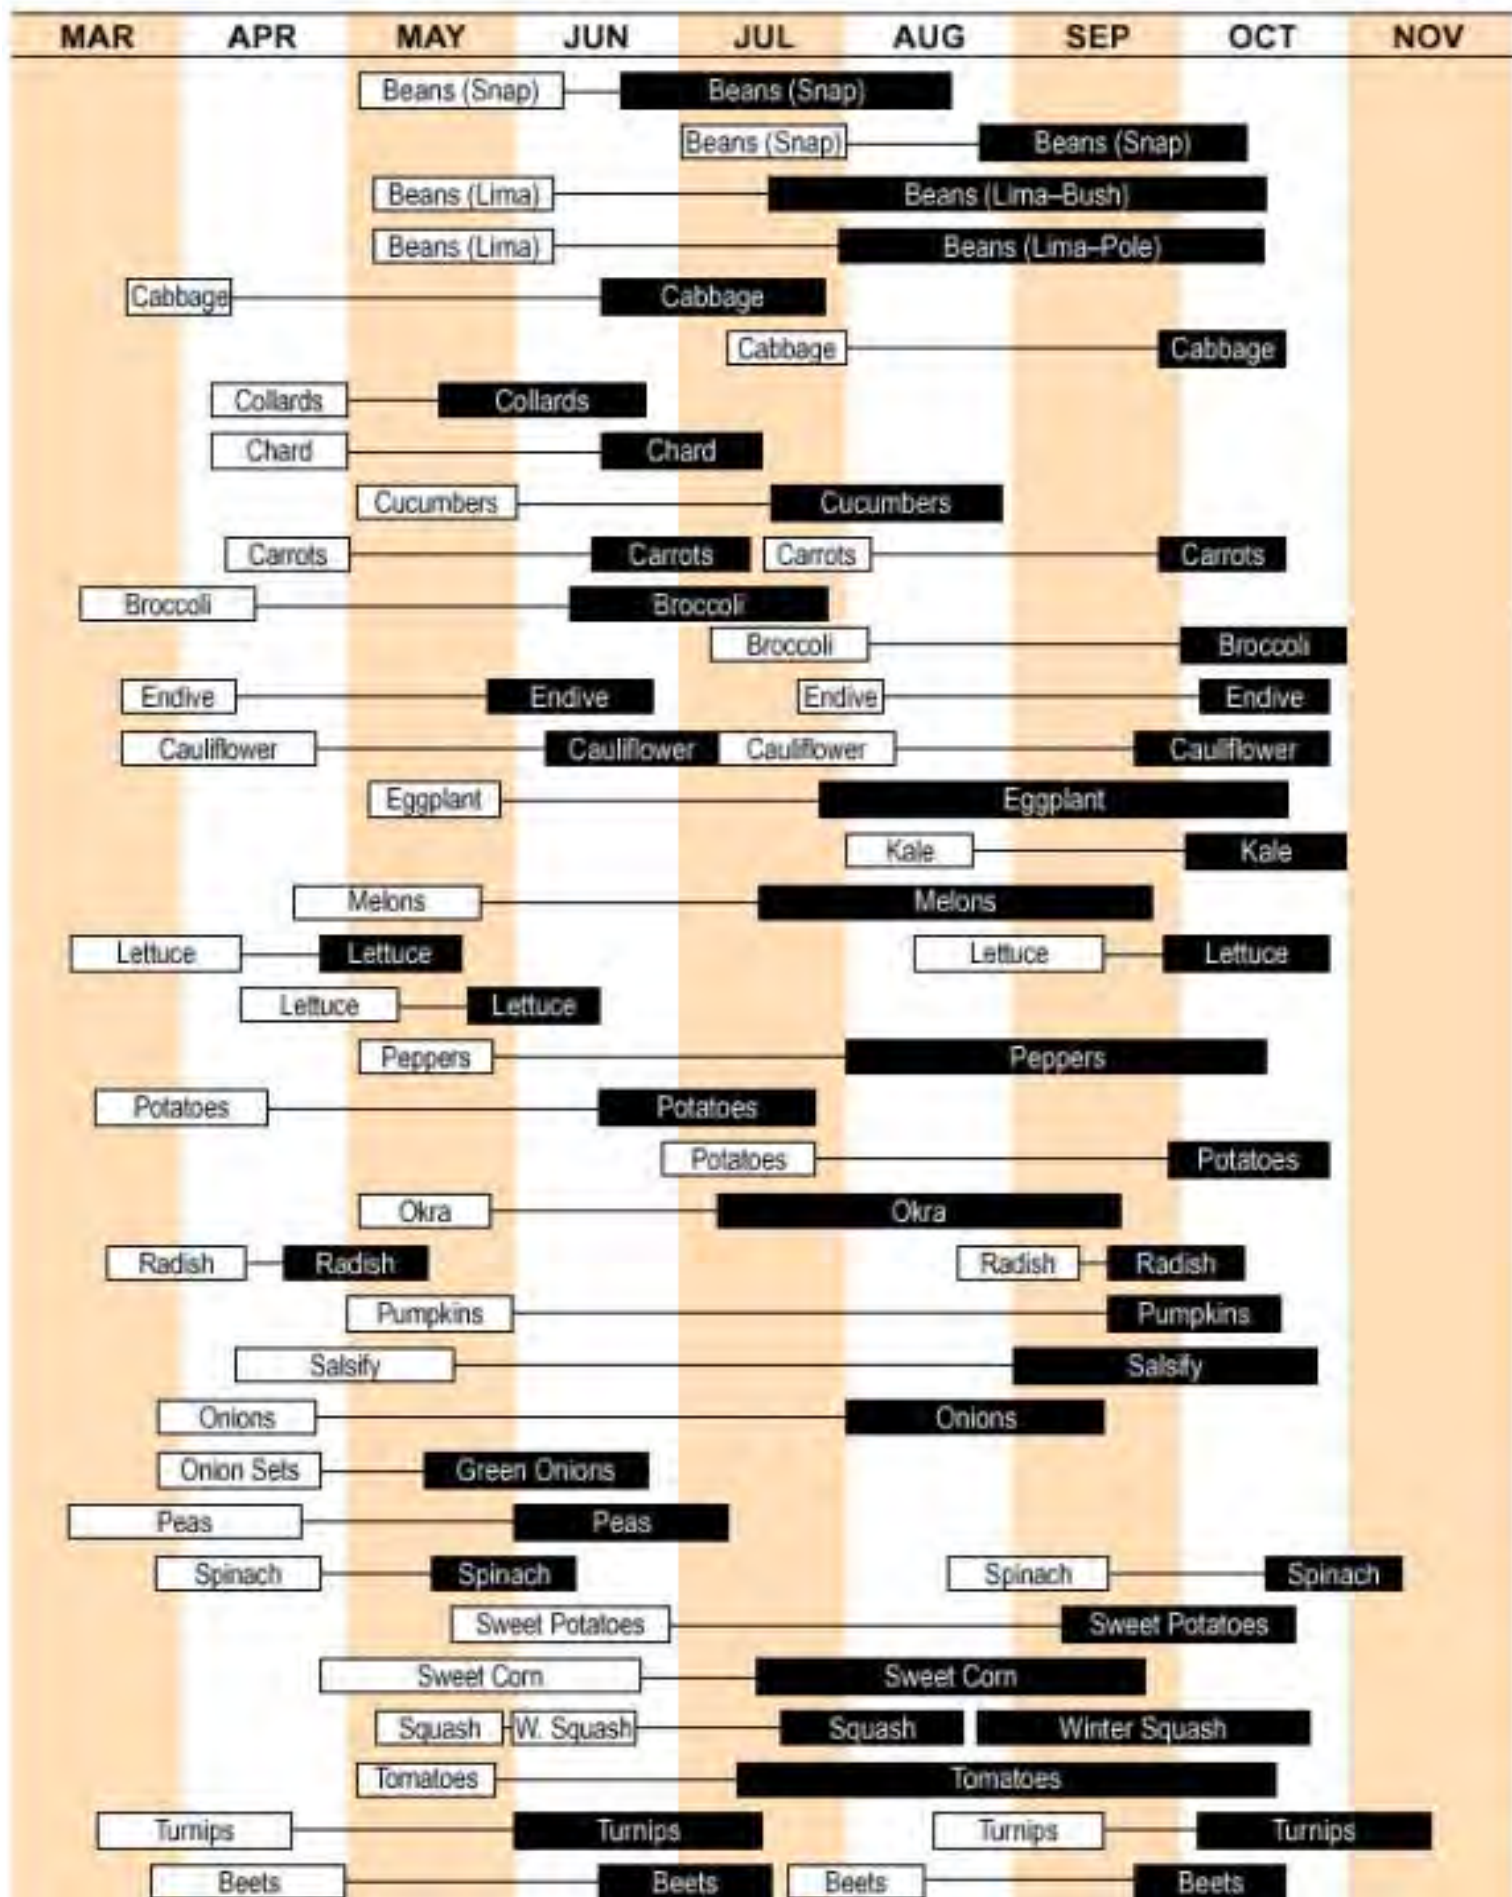 MAR APR MAY JUN JUL AUG SEP OCT NOV
Beans (Snap) Beans (Snap)
Beans (Snap) Beans (Snap)
Beans (Lima) Beans (Lima–Bush)
Beans (Lima) Beans (Lima–Pole)
Cabbage Cabbage
Cabbage Cabbage
Collards Collards
Chard Chard
Cucumbers Cucumbers
Carrots Carrots Carrots Carrots
Broccoli Broccoli
Broccoli Broccoli
Endive Endive Endive Endive
Cauliflower Cauliflower Cauliflower Cauliflower
Eggplant Eggplant
Kale Kale
Melons Melons
Lettuce Lettuce Lettuce Lettuce
Lettuce Lettuce
Peppers Peppers
Potatoes Potatoes
Potatoes Potatoes
Okra Okra
Radish Radish Radish Radish
Pumpkins Pumpkins
Salsify Salsify
Onions Onions
Onion Sets Green Onions
Peas Peas
Spinach Spinach Spinach Spinach
Sweet Potatoes Sweet Potatoes
Sweet Corn Sweet Corn
Squash W. Squash Squash Winter Squash
Tomatoes Tomatoes
Turnips Turnips Turnips Turnips
Beets Beets Beets Beets